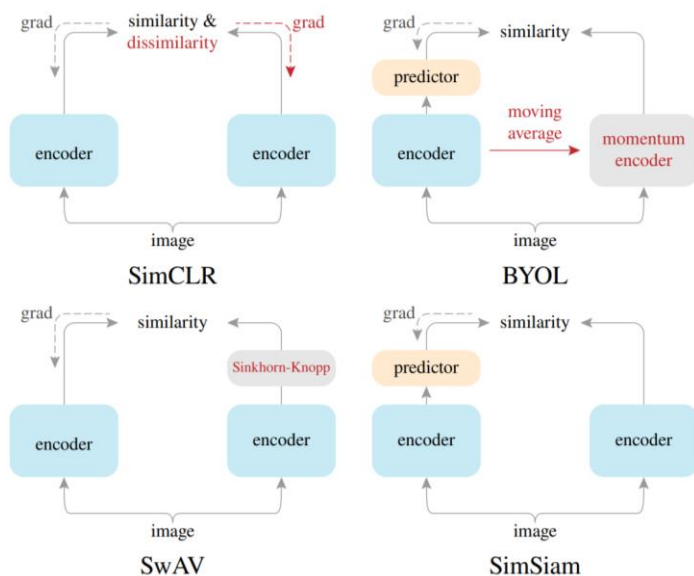 grad
similarity &
dissimilarity
grad
encoder
encoder
image
SimCLR
grad
similarity
predictor
encoder
moving
average
momentum
encoder
image
BYOL
grad
similarity
Sinkhorn-Knopp
encoder
encoder
image
SwAV
grad
similarity
predictor
encoder
encoder
image
SimSiam